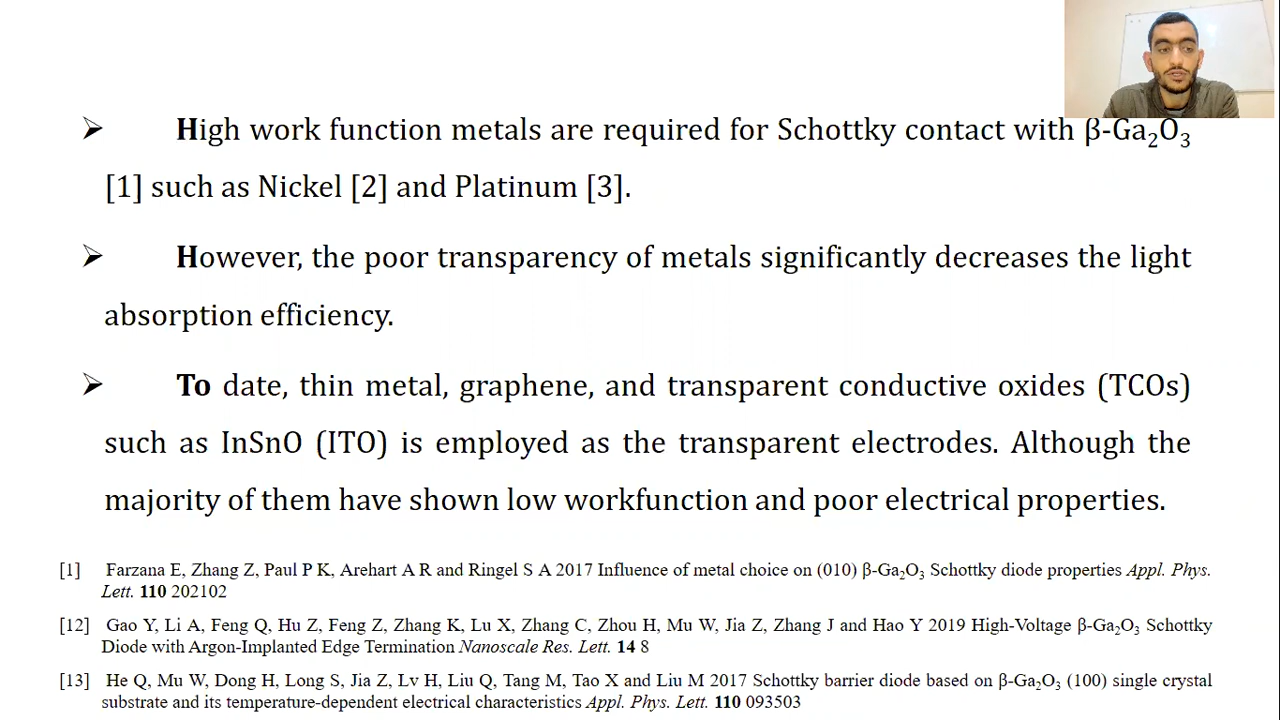 ➢ High work function metals are required for Schottky contact with β-Ga₂O₃
[1] such as Nickel [2] and Platinum [3].
➢ However, the poor transparency of metals significantly decreases the light
absorption efficiency.
➢ To date, thin metal, graphene, and transparent conductive oxides (TCOs)
such as InSnO (ITO) is employed as the transparent electrodes. Although the
majority of them have shown low workfunction and poor electrical properties.
[1] Farzana E, Zhang Z, Paul P K, Arehart A R and Ringel S A 2017 Influence of metal choice on (010) β-Ga₂O₃ Schottky diode properties Appl. Phys.
Lett. 110 202102
[12] Gao Y, Li A, Feng Q, Hu Z, Feng Z, Zhang K, Lu X, Zhang C, Zhou H, Mu W, Jia Z, Zhang J and Hao Y 2019 High-Voltage β-Ga₂O₃ Schottky
Diode with Argon-Implanted Edge Termination Nanoscale Res. Lett. 14 8
[13] He Q, Mu W, Dong H, Long S, Jia Z, Lv H, Liu Q, Tang M, Tao X and Liu M 2017 Schottky barrier diode based on β-Ga₂O₃ (100) single crystal
substrate and its temperature-dependent electrical characteristics Appl. Phys. Lett. 110 093503